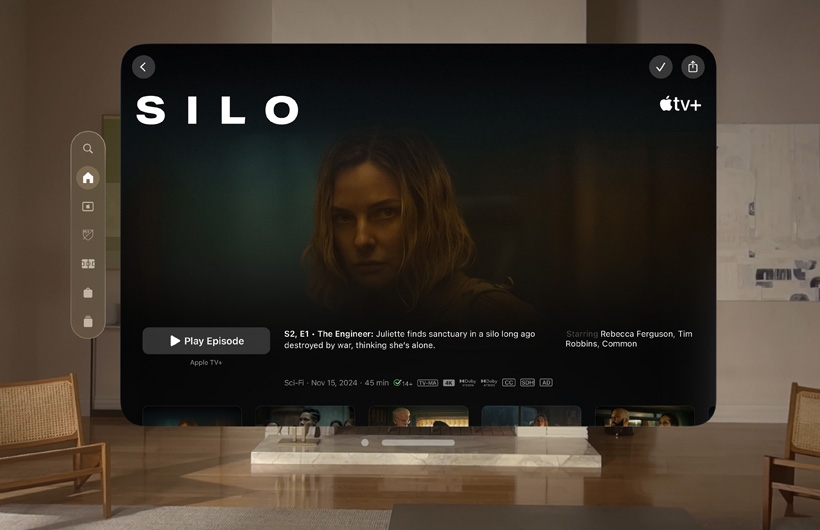 SILO
tv+
Play Episode
Apple TV+
S2, E1 • The Engineer: Juliette finds sanctuary in a silo long ago
destroyed by war, thinking she's alone.
Starring Rebecca Ferguson, Tim
Robbins, Common
Sci-Fi · Nov 15, 2024 · 45 min 14+ TV-MA 4K Dolby Dolby CC SDH AD